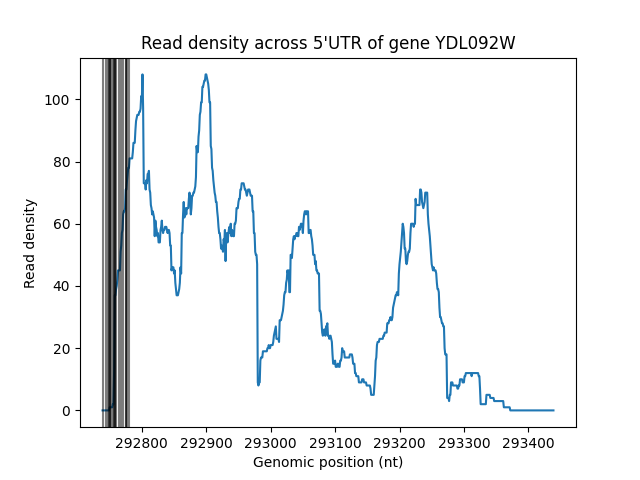 Read density across 5'UTR of gene YDL092W
Read density
100
80
60
40
20
0
292800 292900 293000 293100 293200 293300 293400
Genomic position (nt)